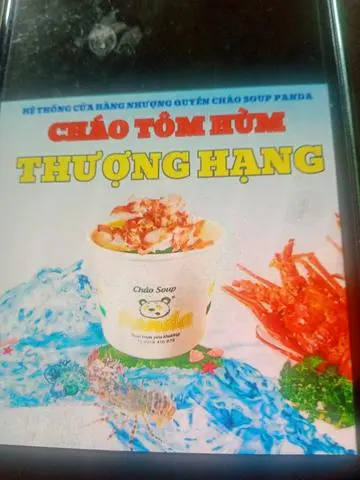 HỆ THỐNG CỬA HÀNG NHƯỢNG QUYỀN CHÁO SOUP PANDA
CHÁO TÔM HÙM
THƯỢNG HẠNG
Cháo Soup
Panda